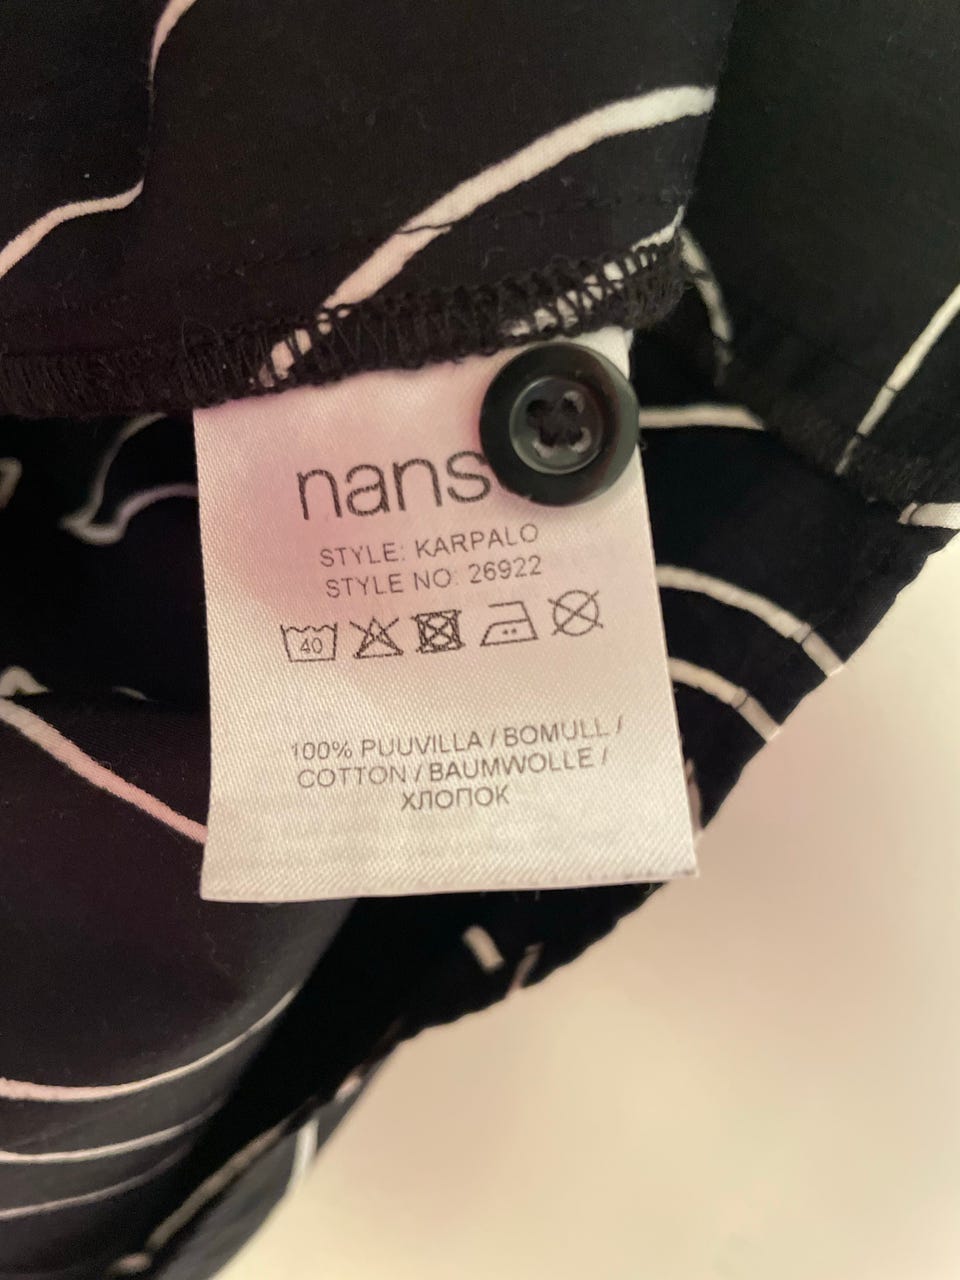 nans
STYLE: KARPALO
STYLE NO: 26922
40
100% PUUVILLA / BOMULL /
COTTON / BAUMWOLLE /
ХЛОПОК